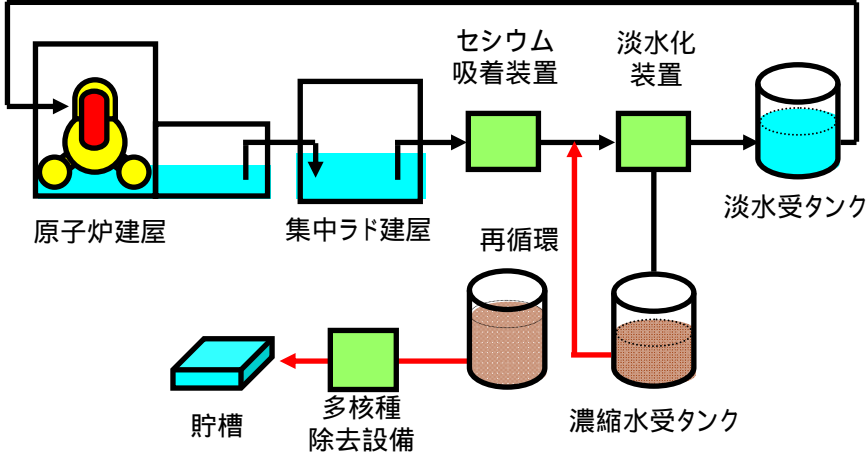 セシウム
吸着装置
淡水化
装置
原子炉建屋
集中ラド建屋
再循環
淡水受タンク
貯槽
多核種
除去設備
濃縮水受タンク